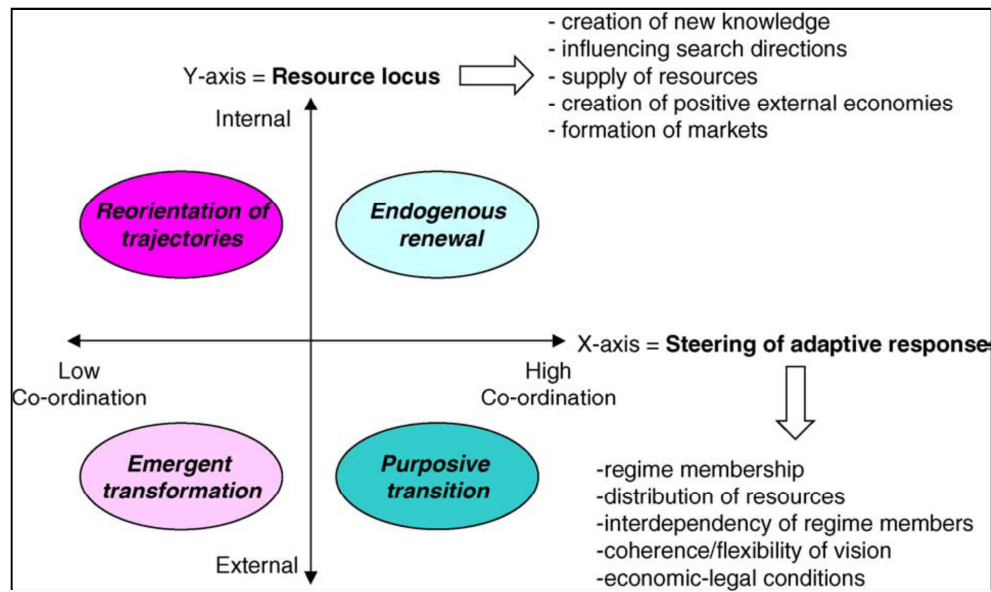 - creation of new knowledge
- influencing search directions
Y-axis = Resource locus
- supply of resources
- creation of positive external economies
Internal
- formation of markets
Reorientation of
trajectories
Endogenous
renewal
X-axis = Steering of adaptive response
Low
Co-ordination
High
Co-ordination
Emergent
transformation
Purposive
transition
-regime membership
-distribution of resources
-interdependency of regime members
-coherence/flexibility of vision
-economic-legal conditions
External